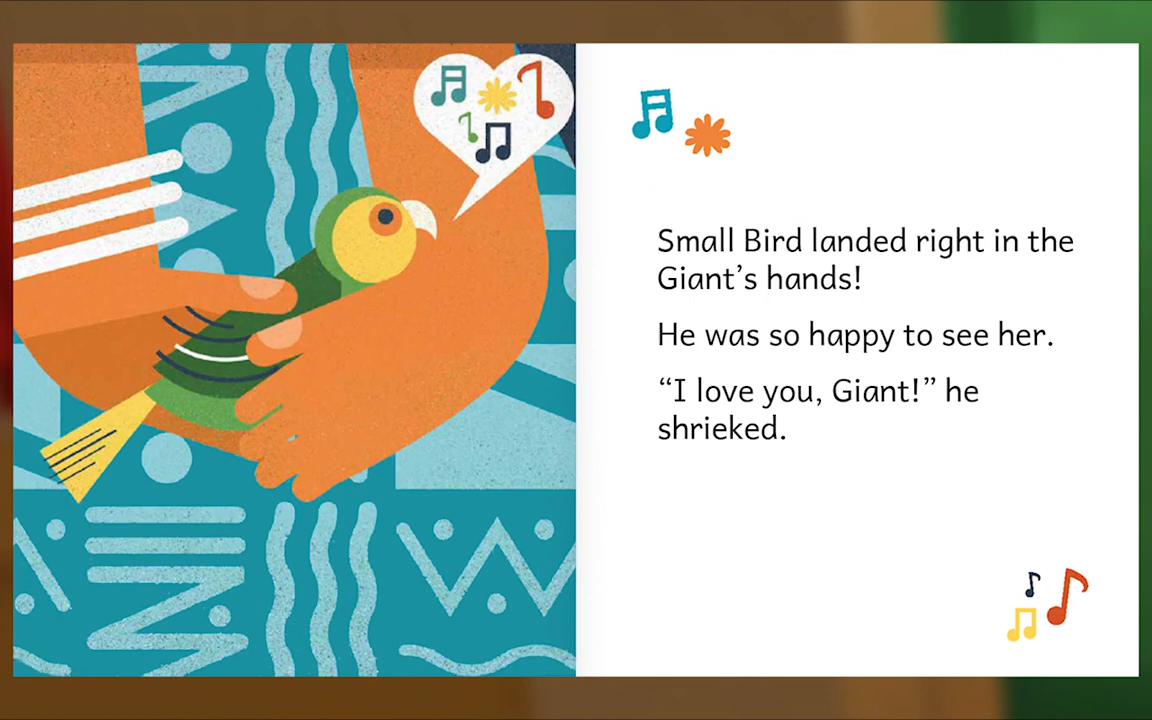 Small Bird landed right in the
Giant’s hands!
He was so happy to see her.
“I love you, Giant!” he
shrieked.